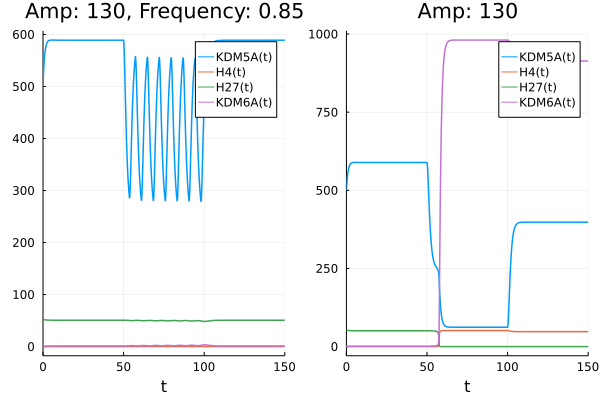 Amp: 130, Frequency: 0.85
600
500
400
300
200
100
0
KDM5A(t)
H4(t)
H27(t)
KDM6A(t)
0 50 100 150
t
Amp: 130
1000
750
500
250
0
KDM5A(t)
H4(t)
H27(t)
KDM6A(t)
0 50 100 150
t